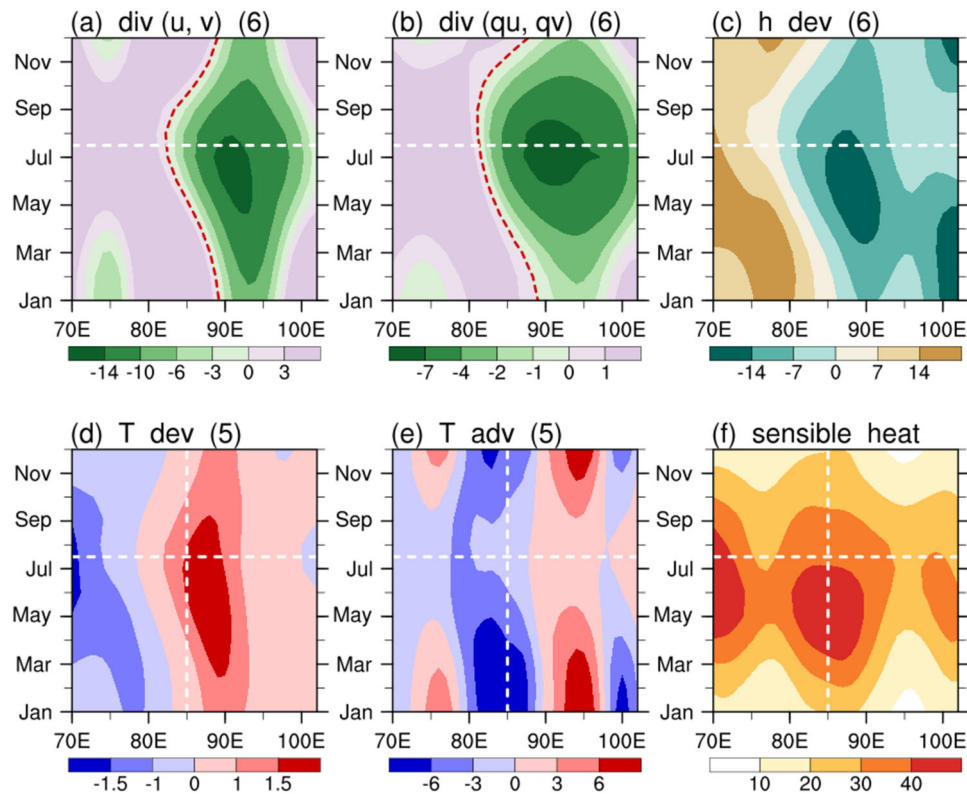 (a) div (u, v) (6)
(b) div (qu, qv) (6)
(c) h dev (6)
Nov
Sep
Jul
May
Mar
Jan
70E 80E 90E 100E
-14 -10 -6 -3 0 3
Nov
Sep
Jul
May
Mar
Jan
70E 80E 90E 100E
-7 -4 -2 -1 0 1
Nov
Sep
Jul
May
Mar
Jan
70E 80E 90E 100E
-14 -7 0 7 14
(d) T dev (5)
(e) T adv (5)
(f) sensible heat
Nov
Sep
Jul
May
Mar
Jan
70E 80E 90E 100E
-1.5 -1 0 1 1.5
Nov
Sep
Jul
May
Mar
Jan
70E 80E 90E 100E
-6 -3 0 3 6
Nov
Sep
Jul
May
Mar
Jan
70E 80E 90E 100E
10 20 30 40